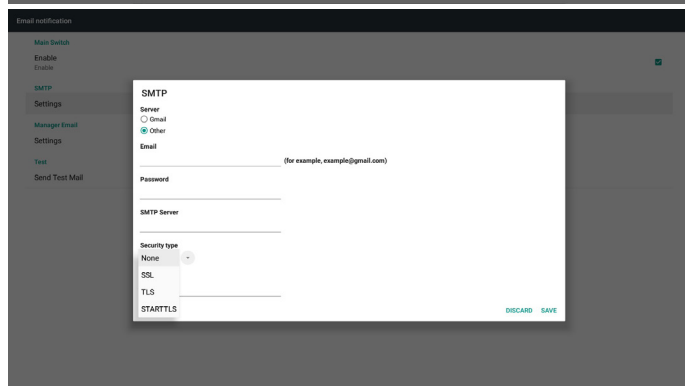 Email notification
Main Switch
Enable
Enable
SMTP
Settings
Manager Email
Settings
Test
Send Test Mail
SMTP
Server
Gmail
Other
Email
(for example, example@gmail.com)
Password
SMTP Server
Security type
None
SSL
TLS
STARTTLS
DISCARD SAVE